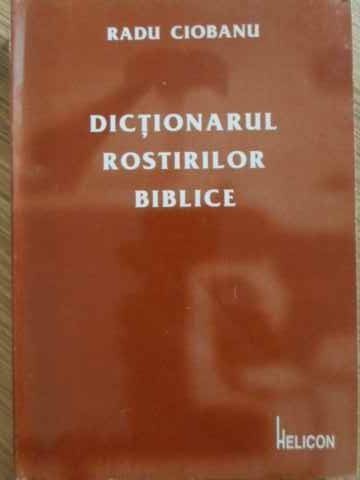 RADU CIOBANU
DICȚIONARUL
ROSTIRILOR
BIBLICE
HELICON